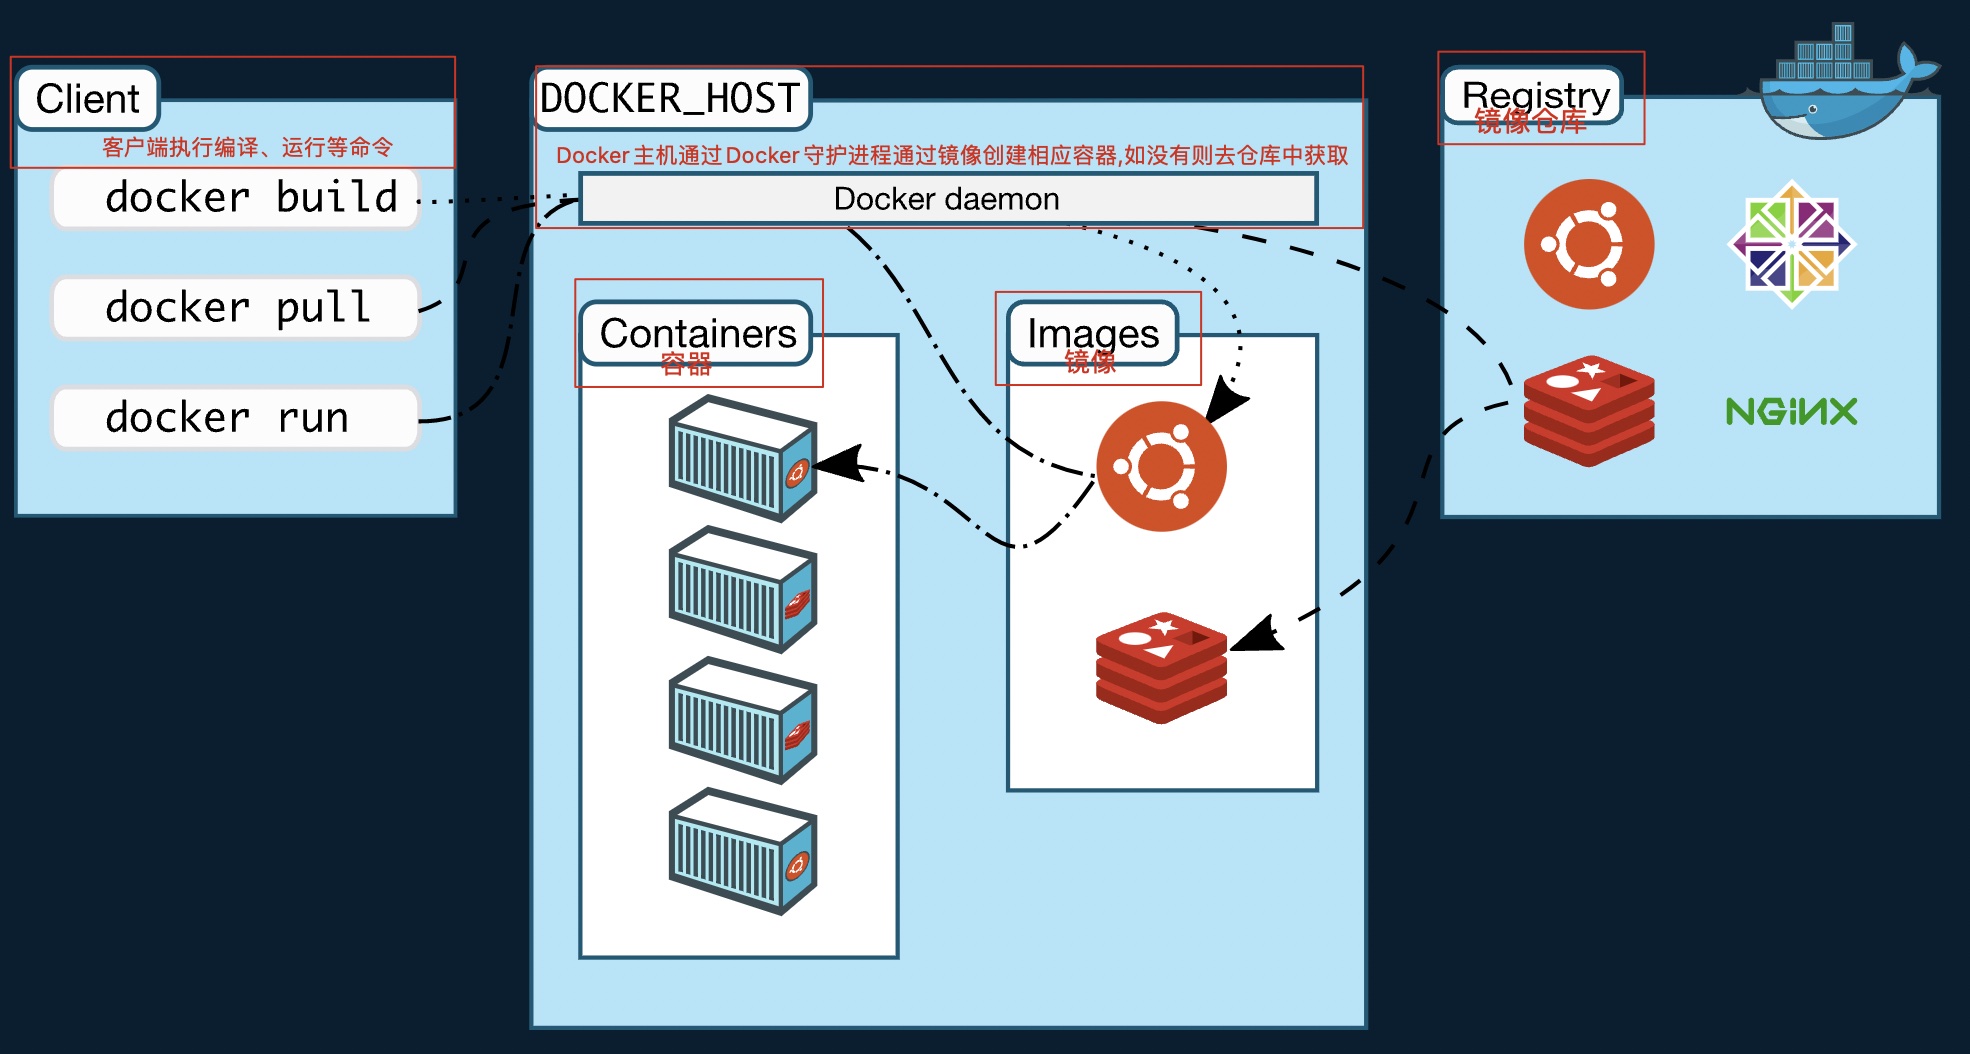 Client
客户端执行编译、运行等命令
docker build
docker pull
docker run
DOCKER_HOST
Docker主机通过Docker守护进程通过镜像创建相应容器,如没有则去仓库中获取
Docker daemon
Containers
容器
Images
镜像
Registry
镜像仓库
NGiNX